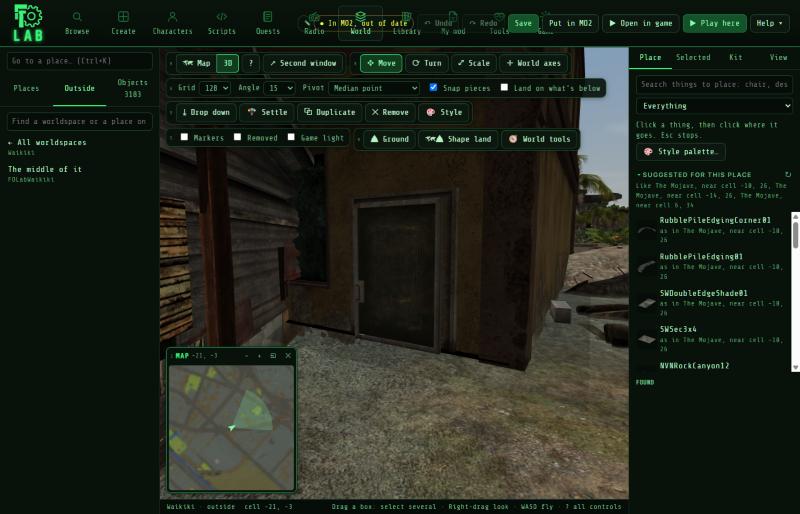 LAB
Browse
Create
Characters
Scripts
Quests
Radio
World
Library
My mod
Tools
● In MO2, out of date
Undo
Redo
Save
Put in MO2
▶ Open in game
▶ Play here
Help
Go to a place… (Ctrl+K)
Places
Outside
Objects
3183
Find a worldspace or a place on
← All worldspaces
Waikiki
The middle of it
FOLabWaikiki
Map
3D
?
Second window
Move
Turn
Scale
World axes
Grid 128
Angle 15
Pivot Median point
Snap pieces
Land on what's below
Drop down
Settle
Duplicate
Remove
Style
Markers
Removed
Game light
Ground
Shape land
World tools
MAP -21, -3
Waikiki · outside cell -21, -3
Drag a box: select several · Right-drag look · WASD fly · ? all controls
Place
Selected
Kit
View
Search things to place: chair, des
Everything
Click a thing, then click where it
goes. Esc stops.
Style palette…
SUGGESTED FOR THIS PLACE
Like The Mojave, near cell -10, 26, The
Mojave, near cell -14, 26, The Mojave,
near cell 6, 34
RubblePileEdgingCorner01
as in The Mojave, near cell -10,
26
RubblePileEdging01
as in The Mojave, near cell -10,
26
SWDoubleEdgeShade01
as in The Mojave, near cell -10,
26
SWSec3x4
as in The Mojave, near cell -10,
26
NVNRockCanyon12
FOUND